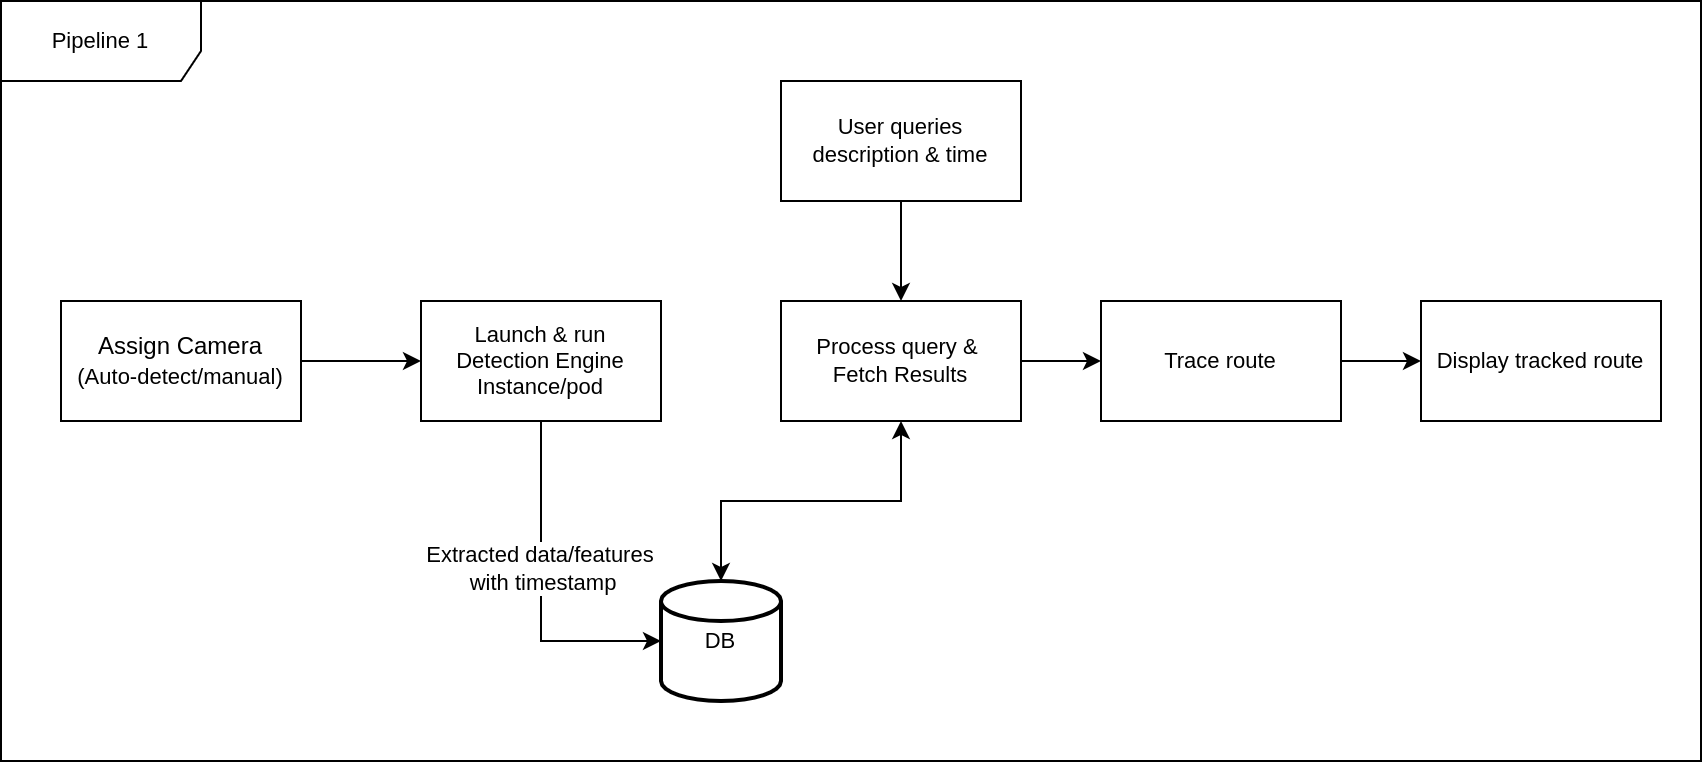 Pipeline 1
User queries
description & time
Assign Camera
(Auto-detect/manual)
Launch & run
Detection Engine
Instance/pod
Process query &
Fetch Results
Trace route
Display tracked route
Extracted data/features
with timestamp
DB